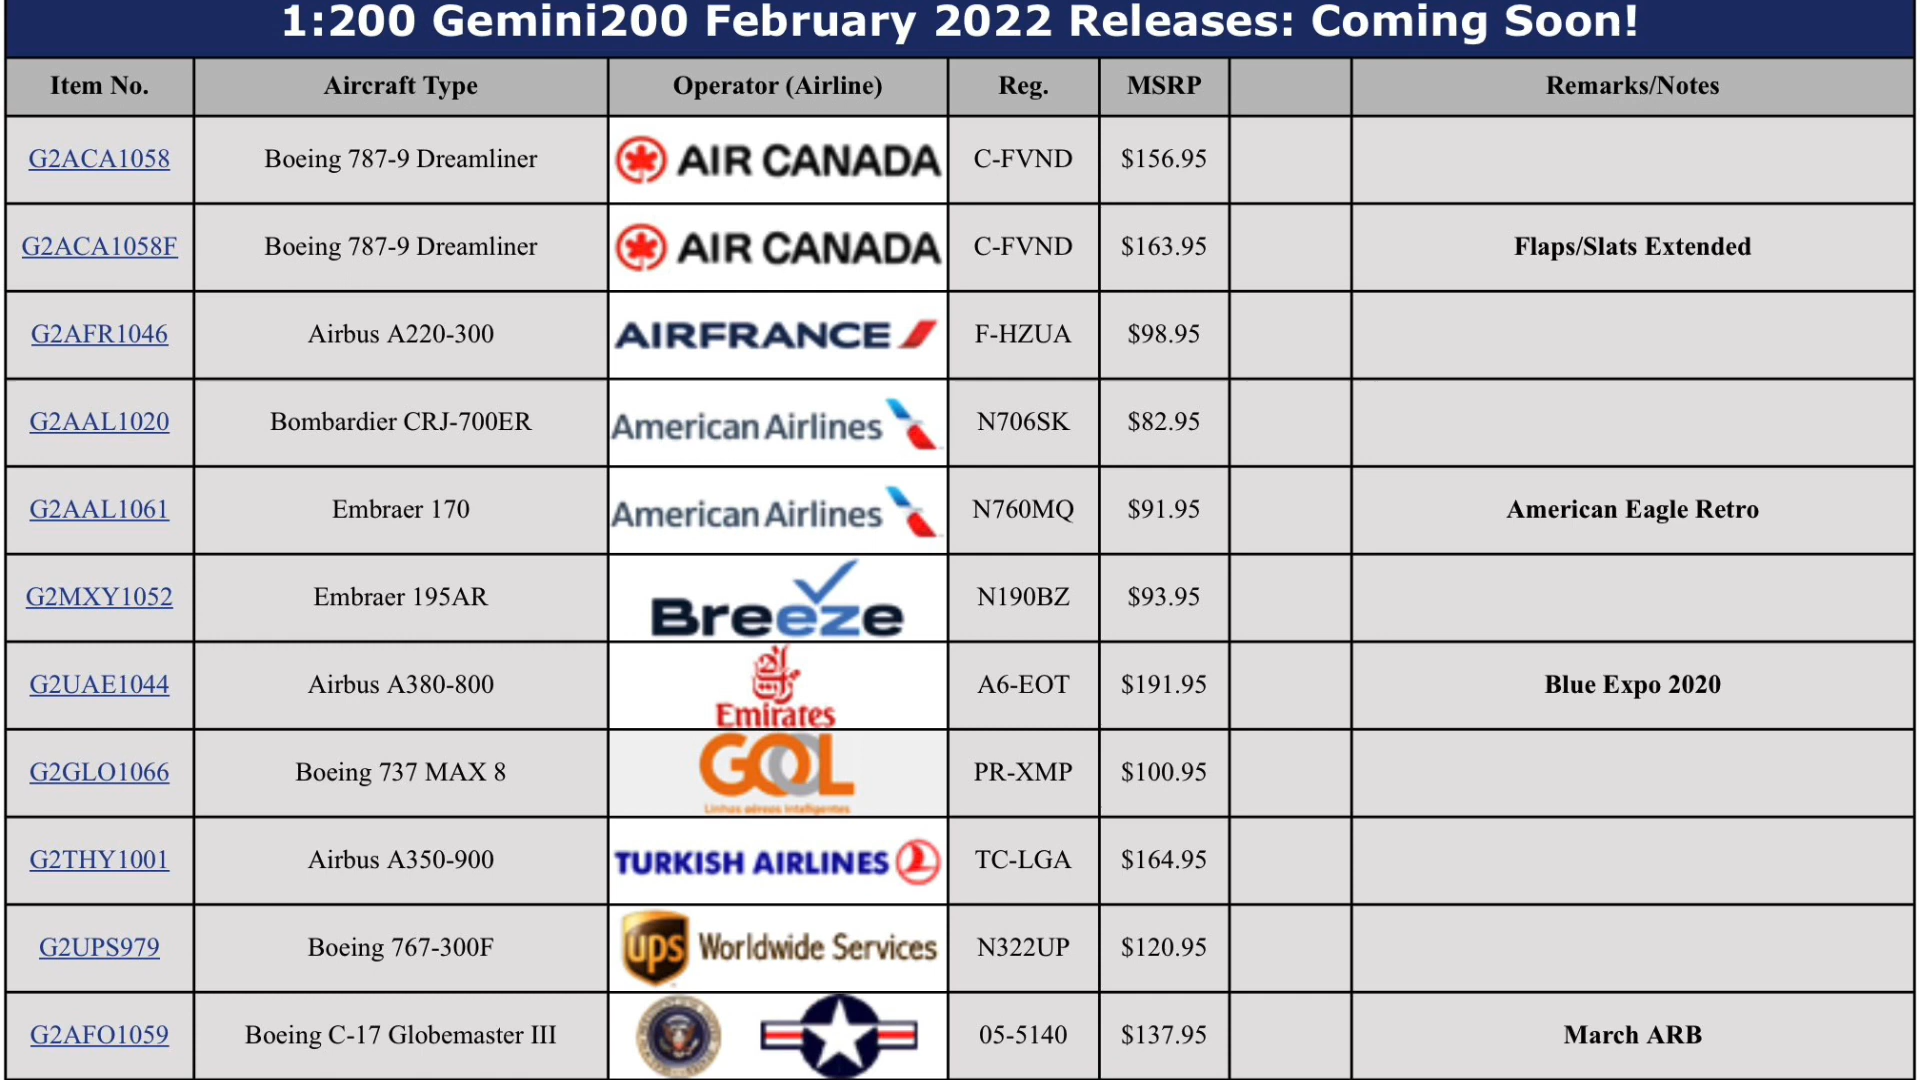 1:200 Gemini200 February 2022 Releases: Coming Soon!
Item No. Aircraft Type Operator (Airline) Reg. MSRP Remarks/Notes
G2ACA1058 Boeing 787-9 Dreamliner AIR CANADA C-FVND $156.95
G2ACA1058F Boeing 787-9 Dreamliner AIR CANADA C-FVND $163.95 Flaps/Slats Extended
G2AFR1046 Airbus A220-300 AIRFRANCE F-HZUA $98.95
G2AAL1020 Bombardier CRJ-700ER American Airlines N706SK $82.95
G2AAL1061 Embraer 170 American Airlines N760MQ $91.95 American Eagle Retro
G2MXY1052 Embraer 195AR Breeze N190BZ $93.95
G2UAE1044 Airbus A380-800 Emirates A6-EOT $191.95 Blue Expo 2020
G2GLO1066 Boeing 737 MAX 8 GOL Linhas aéreas inteligentes PR-XMP $100.95
G2THY1001 Airbus A350-900 TURKISH AIRLINES TC-LGA $164.95
G2UPS979 Boeing 767-300F ups Worldwide Services N322UP $120.95
G2AFO1059 Boeing C-17 Globemaster III 05-5140 $137.95 March ARB